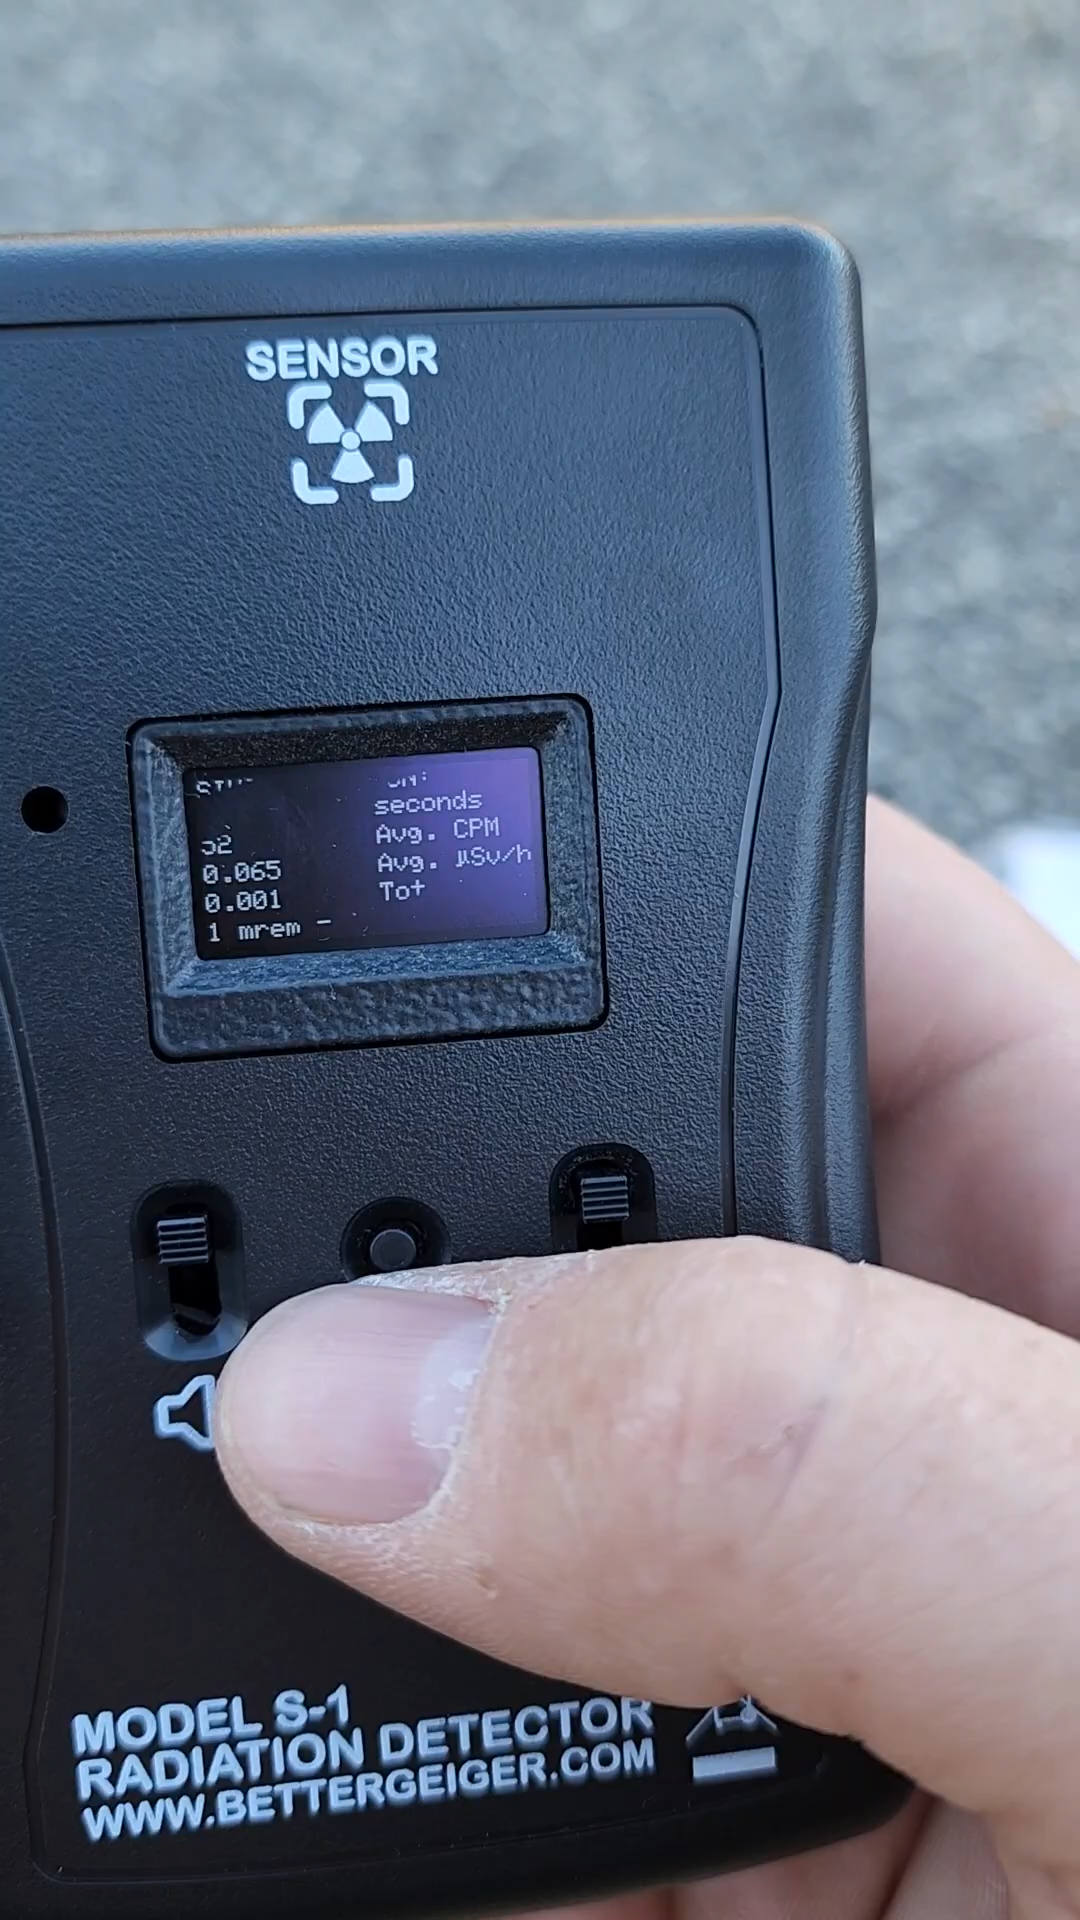 SENSOR
seconds
Avg. CPM
0.065 Avg. µSv/h
0.001 Tot
1 mrem -
MODEL S-1
RADIATION DETECTOR
WWW.BETTERGEIGER.COM